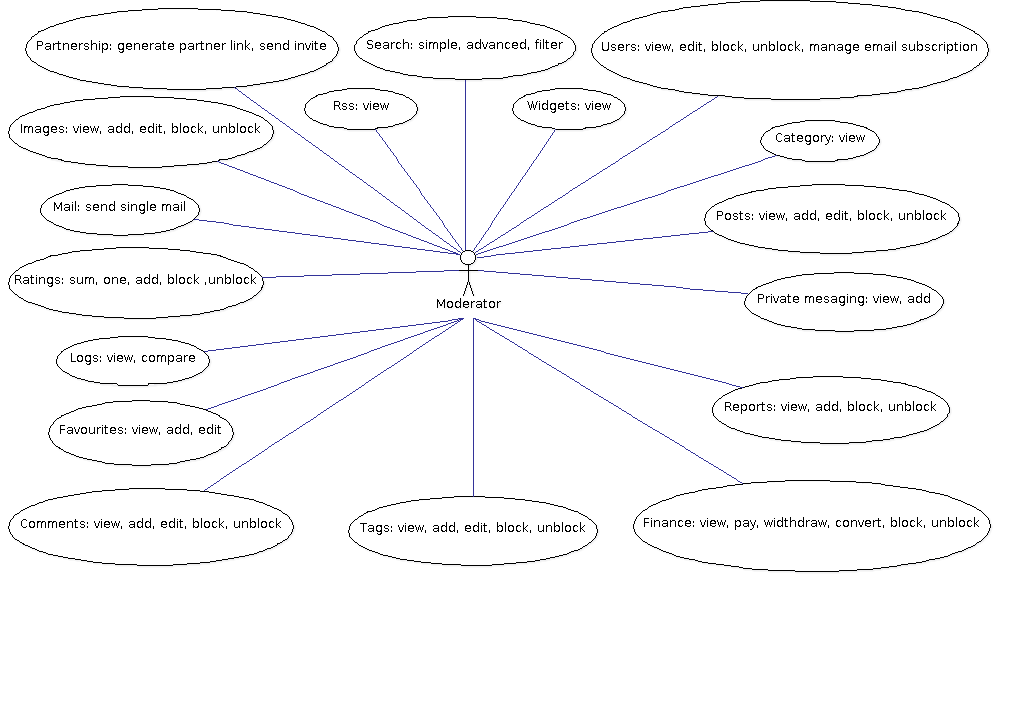 Partnership: generate partner link, send invite
Search: simple, advanced, filter
Users: view, edit, block, unblock, manage email subscription
Rss: view
Widgets: view
Images: view, add, edit, block, unblock
Category: view
Mail: send single mail
Posts: view, add, edit, block, unblock
Ratings: sum, one, add, block ,unblock
Private mesaging: view, add
Moderator
Logs: view, compare
Reports: view, add, block, unblock
Favourites: view, add, edit
Comments: view, add, edit, block, unblock
Tags: view, add, edit, block, unblock
Finance: view, pay, widthdraw, convert, block, unblock